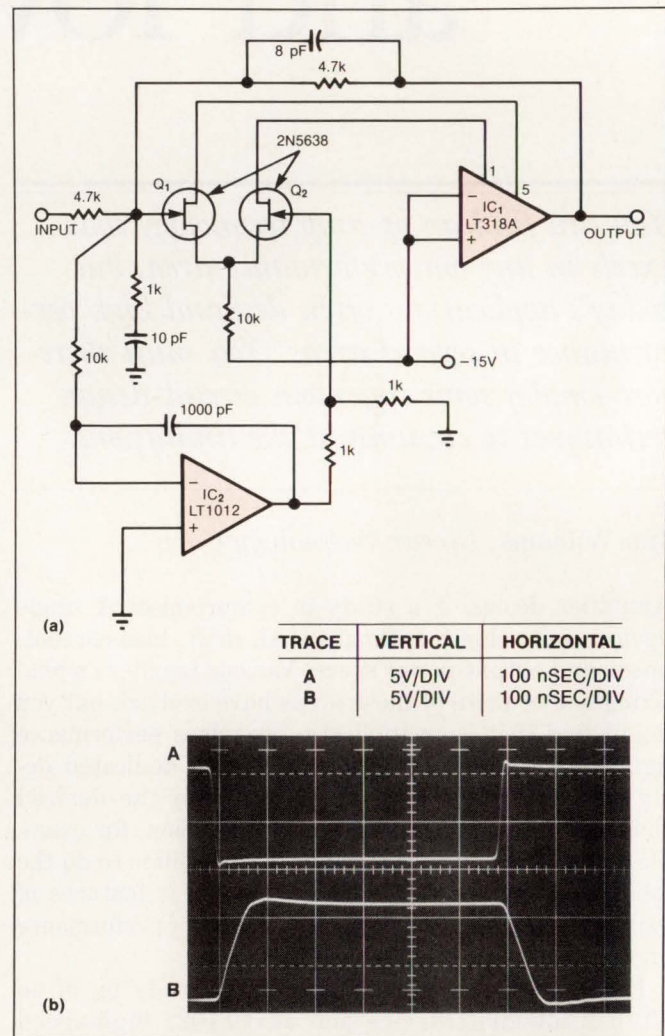 8 pF
4.7k
2N5638
Q₁
Q₂
1
5
−
IC₁
LT318A
+
4.7k
INPUT
OUTPUT
1k
10k
−15V
10 pF
10k
1k
1000 pF
1k
−
IC₂
LT1012
+
(a)
TRACE VERTICAL HORIZONTAL
A 5V/DIV 100 nSEC/DIV
B 5V/DIV 100 nSEC/DIV
A
B
(b)